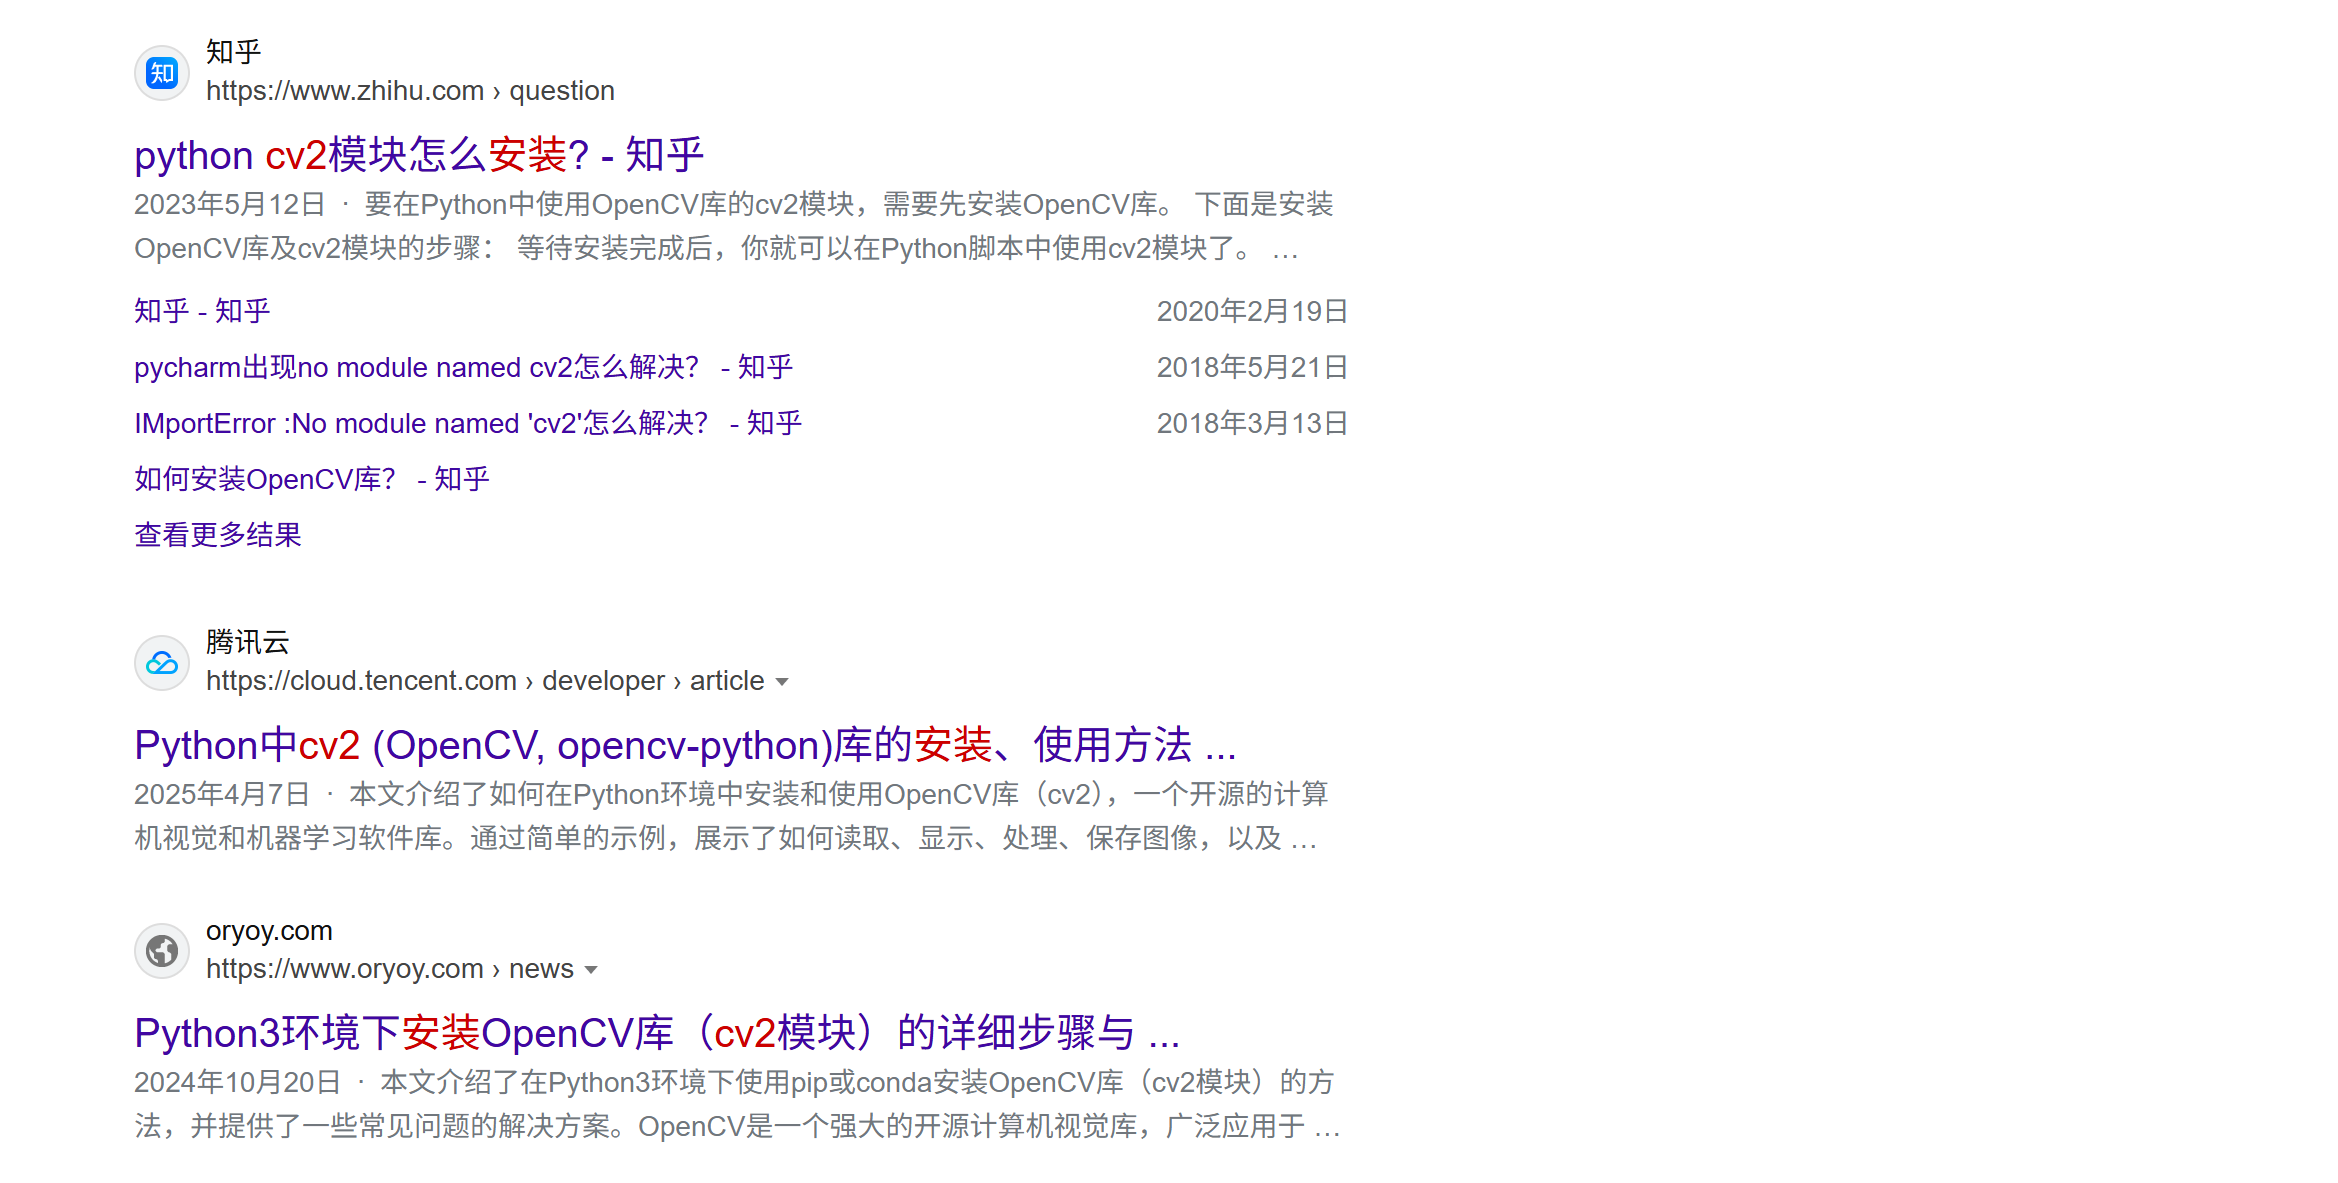 知乎
知
https://www.zhihu.com › question
python cv2模块怎么安装? - 知乎
2023年5月12日 · 要在Python中使用OpenCV库的cv2模块，需要先安装OpenCV库。 下面是安装
OpenCV库及cv2模块的步骤： 等待安装完成后，你就可以在Python脚本中使用cv2模块了。 …
知乎 - 知乎 2020年2月19日
pycharm出现no module named cv2怎么解决？ - 知乎 2018年5月21日
IMportError :No module named 'cv2'怎么解决？ - 知乎 2018年3月13日
如何安装OpenCV库？ - 知乎
查看更多结果
腾讯云
https://cloud.tencent.com › developer › article
Python中cv2 (OpenCV, opencv-python)库的安装、使用方法 ...
2025年4月7日 · 本文介绍了如何在Python环境中安装和使用OpenCV库（cv2），一个开源的计算
机视觉和机器学习软件库。通过简单的示例，展示了如何读取、显示、处理、保存图像，以及 …
oryoy.com
https://www.oryoy.com › news
Python3环境下安装OpenCV库（cv2模块）的详细步骤与 ...
2024年10月20日 · 本文介绍了在Python3环境下使用pip或conda安装OpenCV库（cv2模块）的方
法，并提供了一些常见问题的解决方案。OpenCV是一个强大的开源计算机视觉库，广泛应用于 …